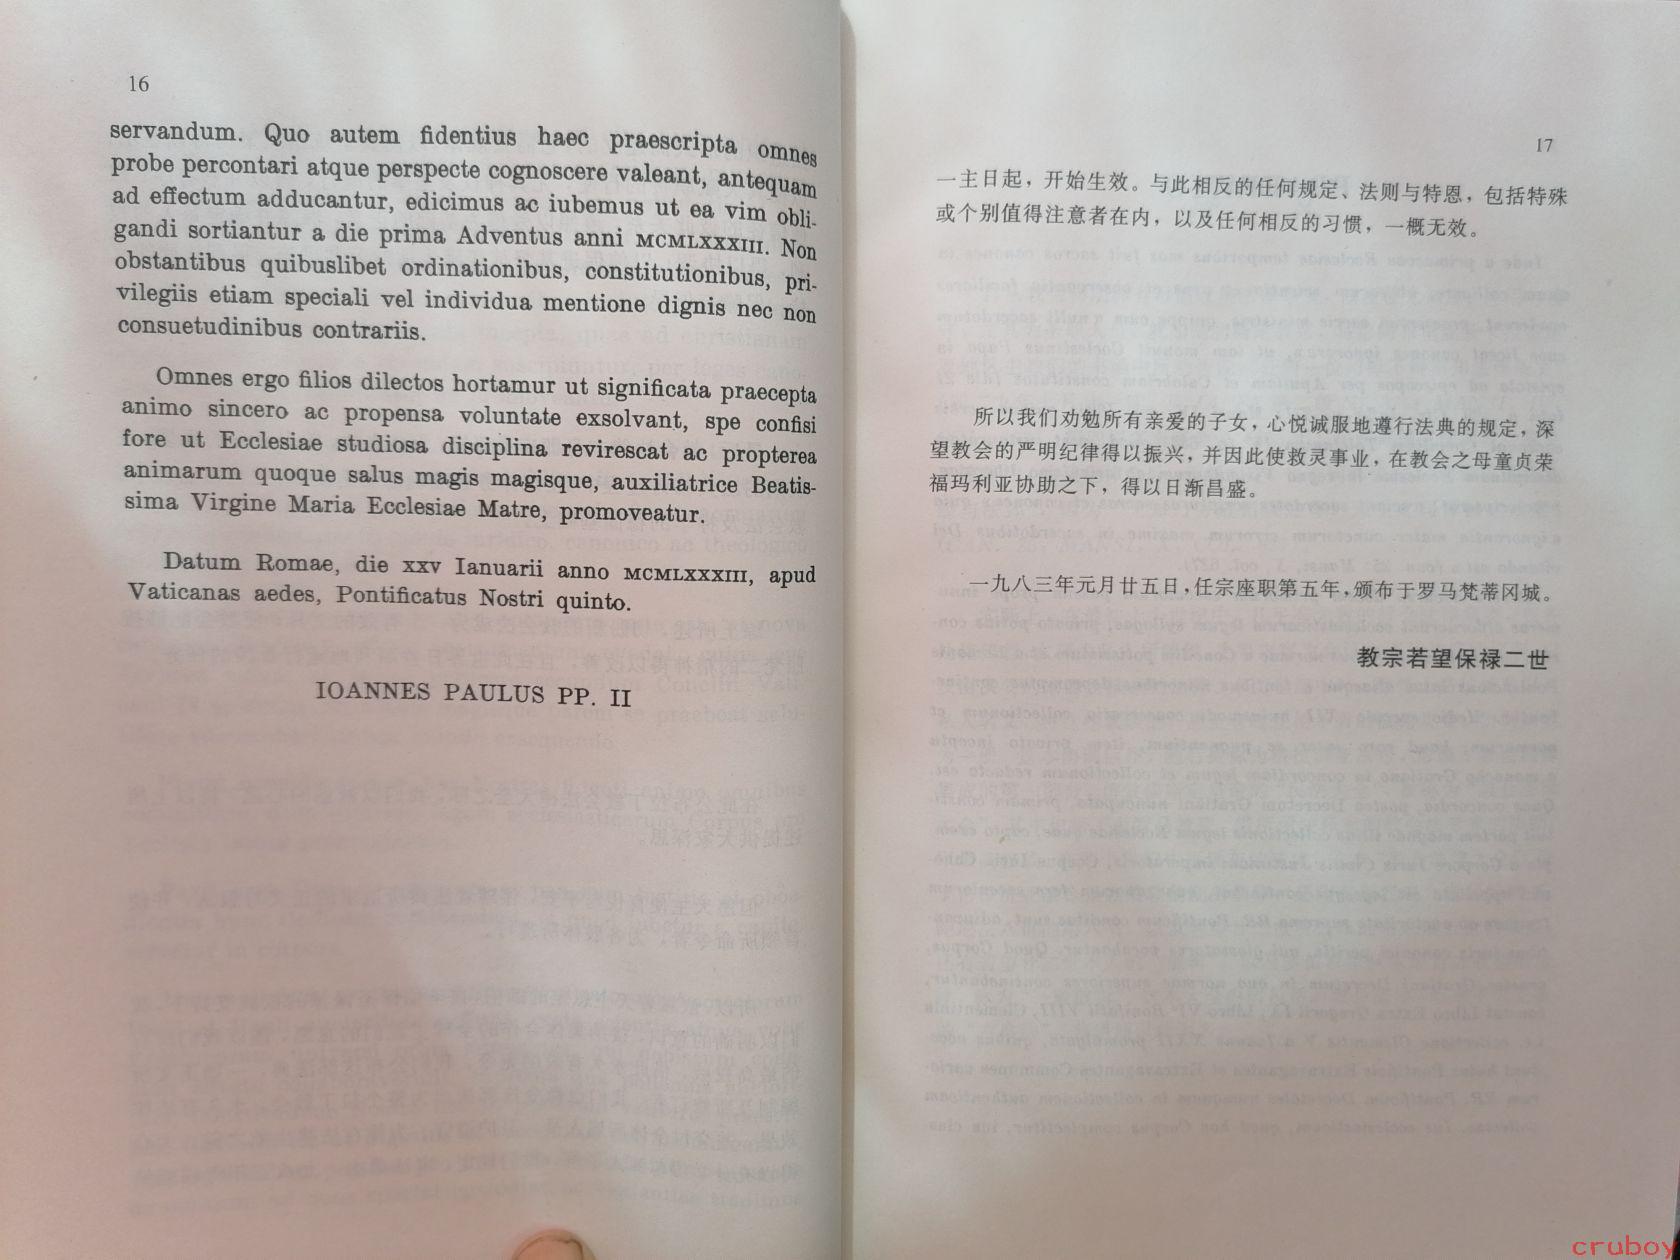 16
servandum. Quo autem fidentius haec praescripta omnes
probe percontari atque perspecte cognoscere valeant, antequam
ad effectum adducantur, edicimus ac iubemus ut ea vim obli-
gandi sortiantur a die prima Adventus anni MCMLXXXIII. Non
obstantibus quibuslibet ordinationibus, constitutionibus, pri-
vilegiis etiam speciali vel individua mentione dignis nec non
consuetudinibus contrariis.
Omnes ergo filios dilectos hortamur ut significata praecepta
animo sincero ac propensa voluntate exsolvant, spe confisi
fore ut Ecclesiae studiosa disciplina revirescat ac propterea
animarum quoque salus magis magisque, auxiliatrice Beatis-
sima Virgine Maria Ecclesiae Matre, promoveatur.
Datum Romae, die XXV Ianuarii anno MCMLXXXIII, apud
Vaticanas aedes, Pontificatus Nostri quinto.
IOANNES PAULUS PP. II
17
一主日起，开始生效。与此相反的任何规定、法则与特恩，包括特殊
或个别值得注意者在内，以及任何相反的习惯，一概无效。
所以我们劝勉所有亲爱的子女，心悦诚服地遵行法典的规定，深
望教会的严明纪律得以振兴，并因此使救灵事业，在教会之母童贞荣
福玛利亚协助之下，得以日渐昌盛。
一九八三年元月廿五日，任宗座职第五年，颁布于罗马梵蒂冈城。
教宗若望保禄二世
cruboy